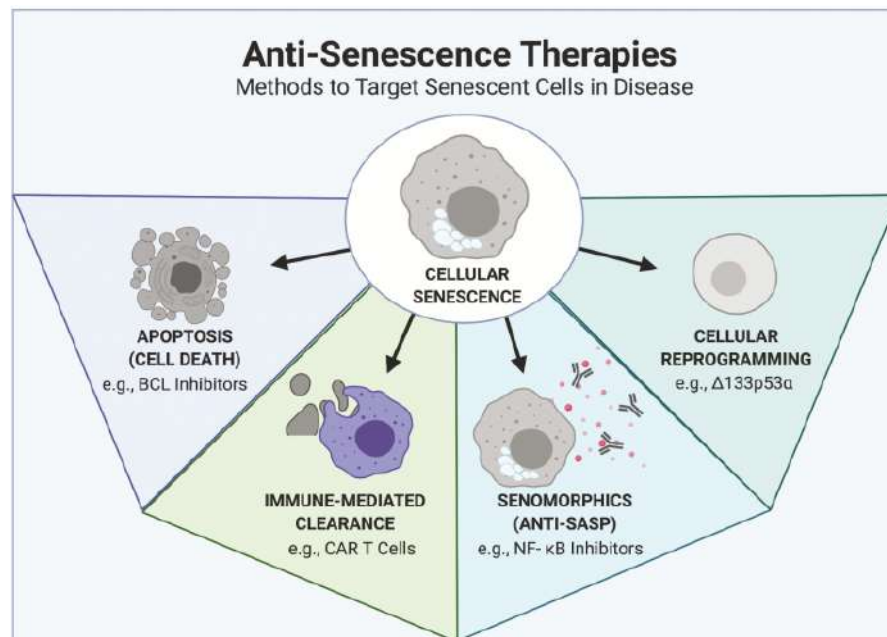 Anti-Senescence Therapies
Methods to Target Senescent Cells in Disease
CELLULAR
SENESCENCE
APOPTOSIS
(CELL DEATH)
e.g., BCL Inhibitors
IMMUNE-MEDIATED
CLEARANCE
e.g., CAR T Cells
SENOMORPHICS
(ANTI-SASP)
e.g., NF- κB Inhibitors
CELLULAR
REPROGRAMMING
e.g., Δ133p53α